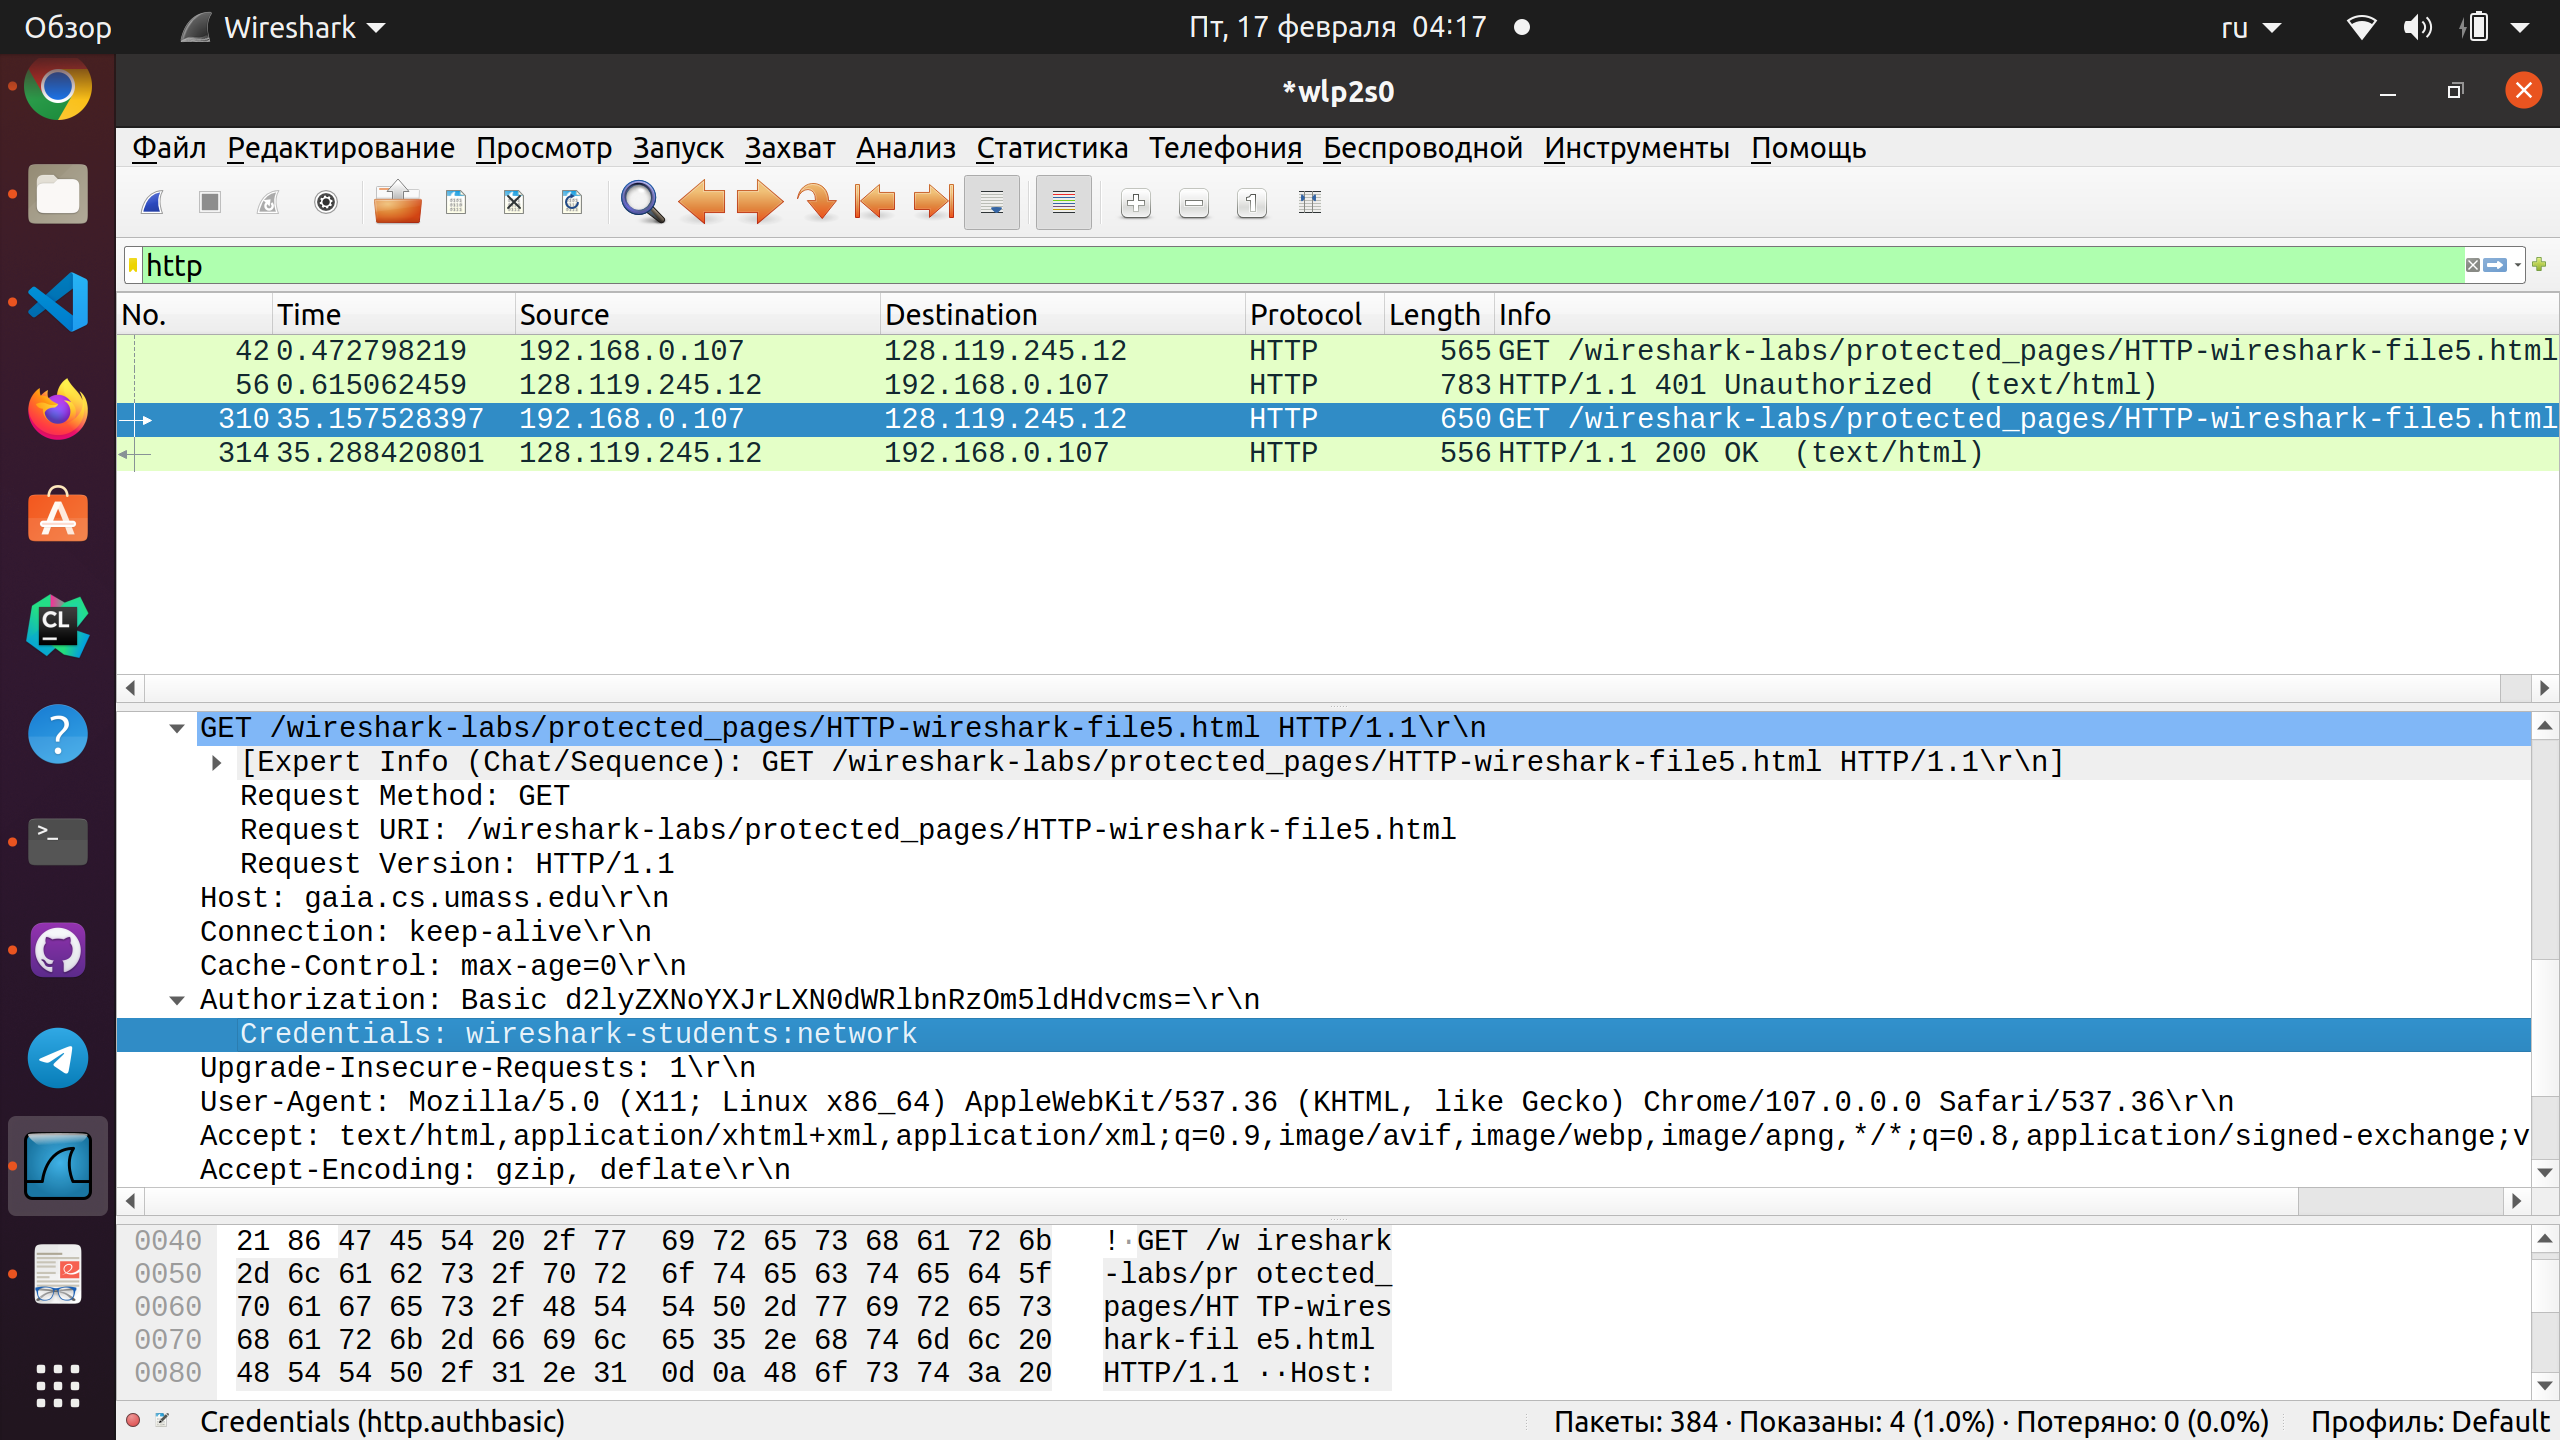 Обзор Wireshark Пт, 17 февраля 04:17 ru
*wlp2s0
Файл Редактирование Просмотр Запуск Захват Анализ Статистика Телефония Беспроводной Инструменты Помощь
http
No. Time Source Destination Protocol Length Info
42 0.472798219 192.168.0.107 128.119.245.12 HTTP 565 GET /wireshark-labs/protected_pages/HTTP-wireshark-file5.html
56 0.615062459 128.119.245.12 192.168.0.107 HTTP 783 HTTP/1.1 401 Unauthorized (text/html)
310 35.157528397 192.168.0.107 128.119.245.12 HTTP 650 GET /wireshark-labs/protected_pages/HTTP-wireshark-file5.html
314 35.288420801 128.119.245.12 192.168.0.107 HTTP 556 HTTP/1.1 200 OK (text/html)
GET /wireshark-labs/protected_pages/HTTP-wireshark-file5.html HTTP/1.1\r\n
[Expert Info (Chat/Sequence): GET /wireshark-labs/protected_pages/HTTP-wireshark-file5.html HTTP/1.1\r\n]
Request Method: GET
Request URI: /wireshark-labs/protected_pages/HTTP-wireshark-file5.html
Request Version: HTTP/1.1
Host: gaia.cs.umass.edu\r\n
Connection: keep-alive\r\n
Cache-Control: max-age=0\r\n
Authorization: Basic d2lyZXNoYXJrLXN0dWRlbnRzOm5ldHdvcms=\r\n
Credentials: wireshark-students:network
Upgrade-Insecure-Requests: 1\r\n
User-Agent: Mozilla/5.0 (X11; Linux x86_64) AppleWebKit/537.36 (KHTML, like Gecko) Chrome/107.0.0.0 Safari/537.36\r\n
Accept: text/html,application/xhtml+xml,application/xml;q=0.9,image/avif,image/webp,image/apng,*/*;q=0.8,application/signed-exchange;v
Accept-Encoding: gzip, deflate\r\n
0040 21 86 47 45 54 20 2f 77 69 72 65 73 68 61 72 6b !·GET /w ireshark
0050 2d 6c 61 62 73 2f 70 72 6f 74 65 63 74 65 64 5f -labs/pr otected_
0060 70 61 67 65 73 2f 48 54 54 50 2d 77 69 72 65 73 pages/HT TP-wires
0070 68 61 72 6b 2d 66 69 6c 65 35 2e 68 74 6d 6c 20 hark-fil e5.html
0080 48 54 54 50 2f 31 2e 31 0d 0a 48 6f 73 74 3a 20 HTTP/1.1 ··Host:
Credentials (http.authbasic) Пакеты: 384 · Показаны: 4 (1.0%) · Потеряно: 0 (0.0%) Профиль: Default